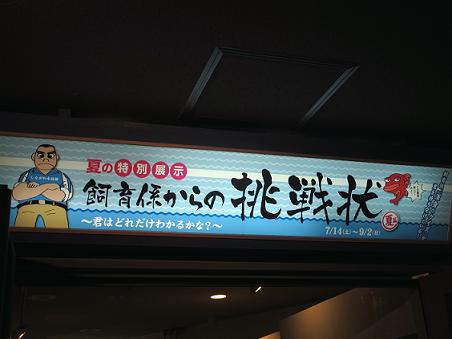 夏の特別展示
飼育係からの挑戦状
～君はどれだけわかるかな?～
7/14(土)～9/2(日)